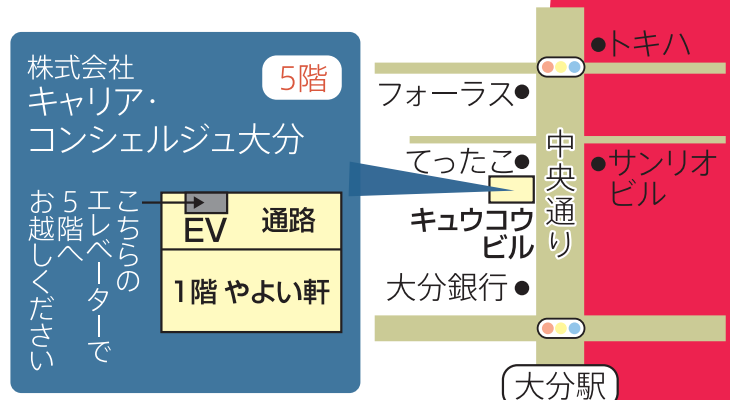 株式会社
キャリア・
コンシェルジュ大分
5階
こちらの
エレベーターで
5階へ
お越しください
EV
通路
1階 やよい軒
トキハ
フォーラス
てったこ
中央通り
サンリオ
ビル
キュウコウ
ビル
大分銀行
大分駅